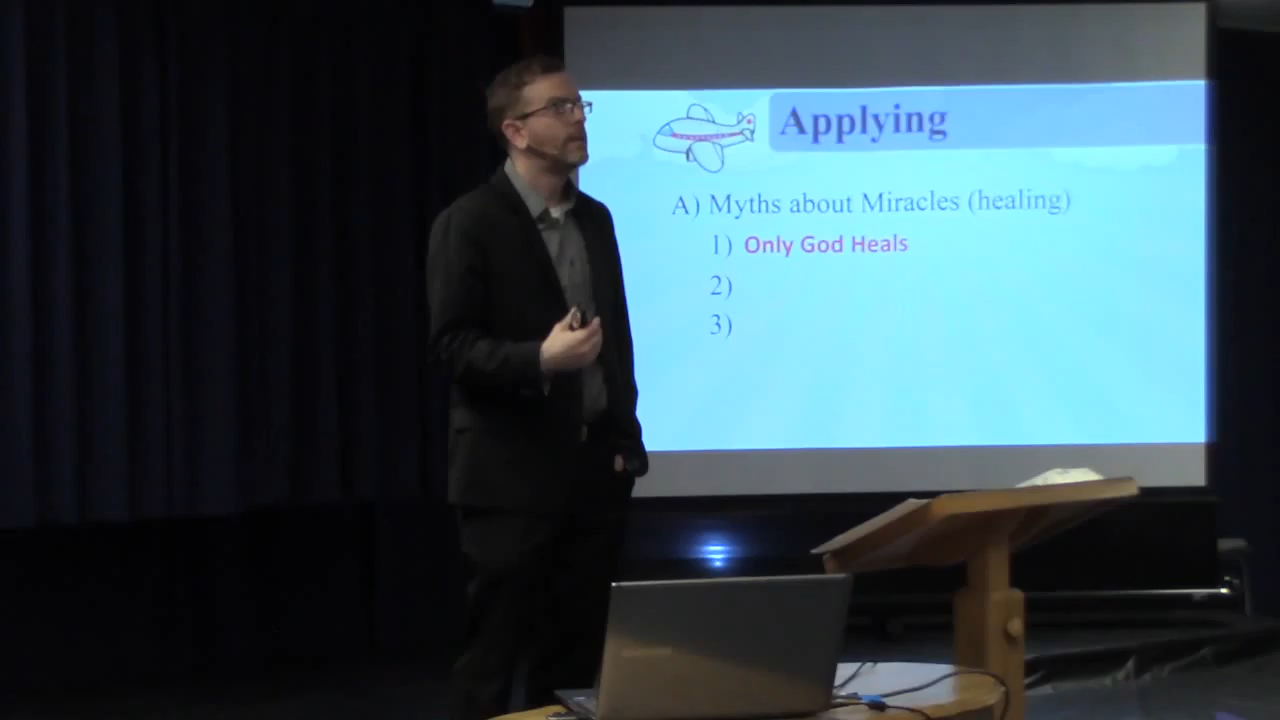 Applying
A) Myths about Miracles (healing)
1) Only God Heals
2)
3)